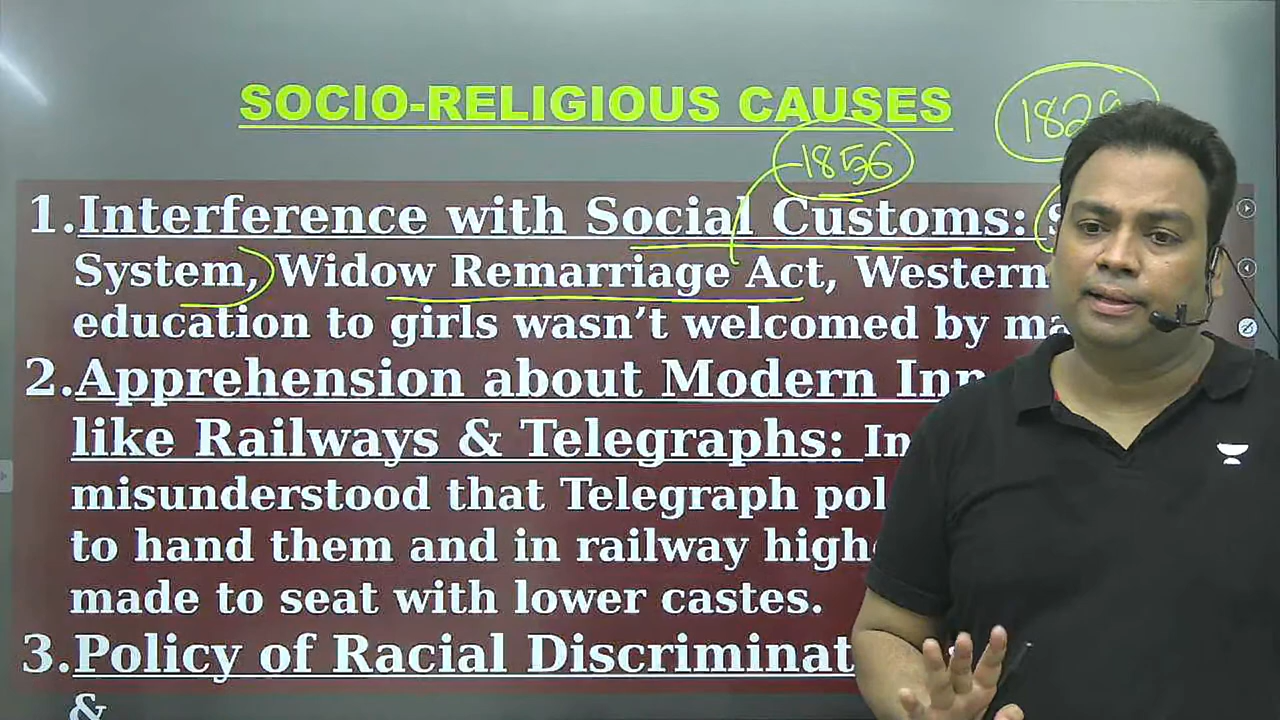 SOCIO-RELIGIOUS CAUSES
1856
1. Interference with Social Customs:
System, Widow Remarriage Act, Western
education to girls wasn’t welcomed by
2. Apprehension about Modern
like Railways & Telegraphs:
misunderstood that Telegraph
to hand them and in railway
made to seat with lower castes.
3. Policy of Racial
&